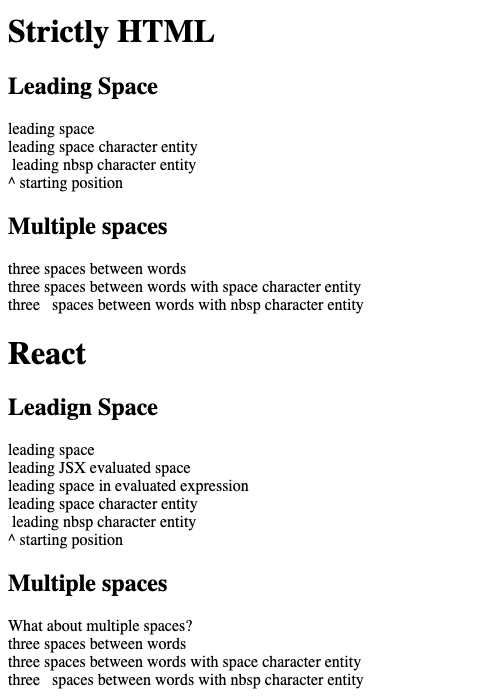 Strictly HTML
Leading Space
leading space
leading space character entity
 leading nbsp character entity
^ starting position
Multiple spaces
three spaces between words
three spaces between words with space character entity
three   spaces between words with nbsp character entity
React
Leadign Space
leading space
leading JSX evaluated space
leading space in evaluated expression
leading space character entity
 leading nbsp character entity
^ starting position
Multiple spaces
What about multiple spaces?
three spaces between words
three spaces between words with space character entity
three   spaces between words with nbsp character entity